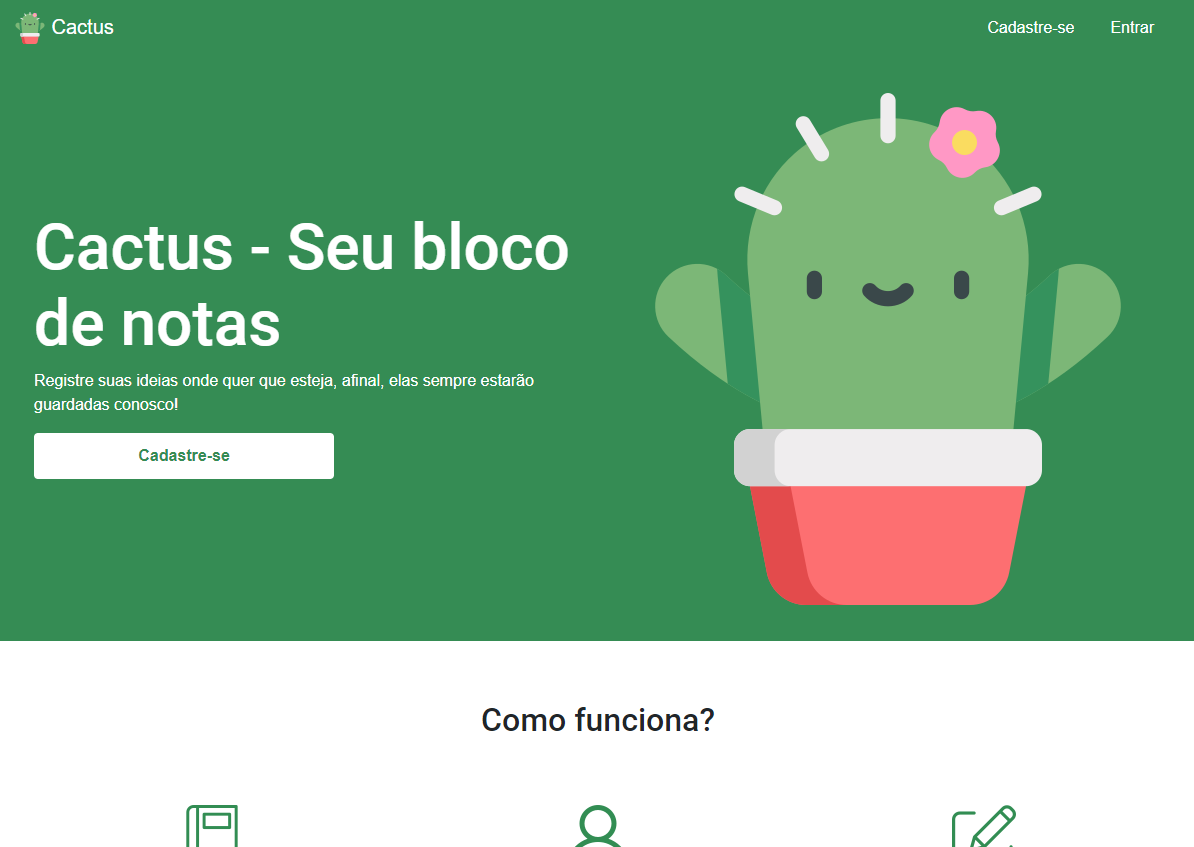 Cactus
Cadastre-se
Entrar
Cactus - Seu bloco
de notas
Registre suas ideias onde quer que esteja, afinal, elas sempre estarão
guardadas conosco!
Cadastre-se
Como funciona?